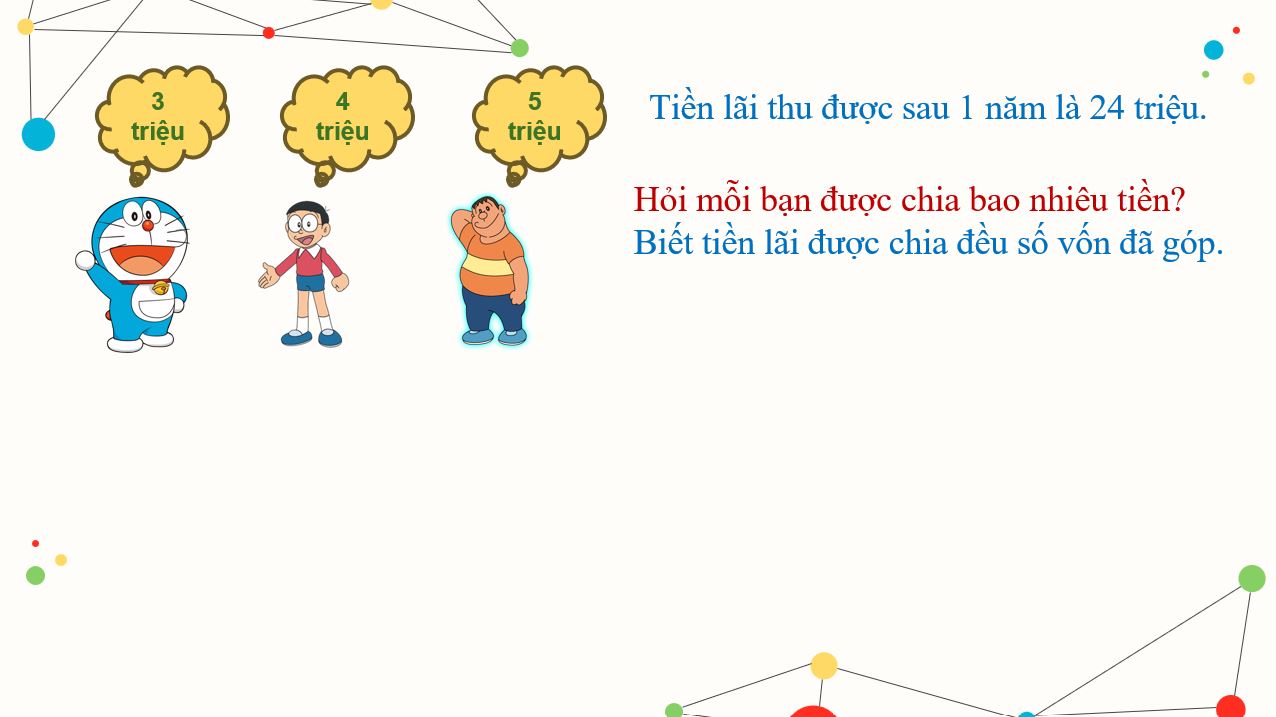 3
triệu
4
triệu
5
triệu
Tiền lãi thu được sau 1 năm là 24 triệu.
Hỏi mỗi bạn được chia bao nhiêu tiền?
Biết tiền lãi được chia đều số vốn đã góp.